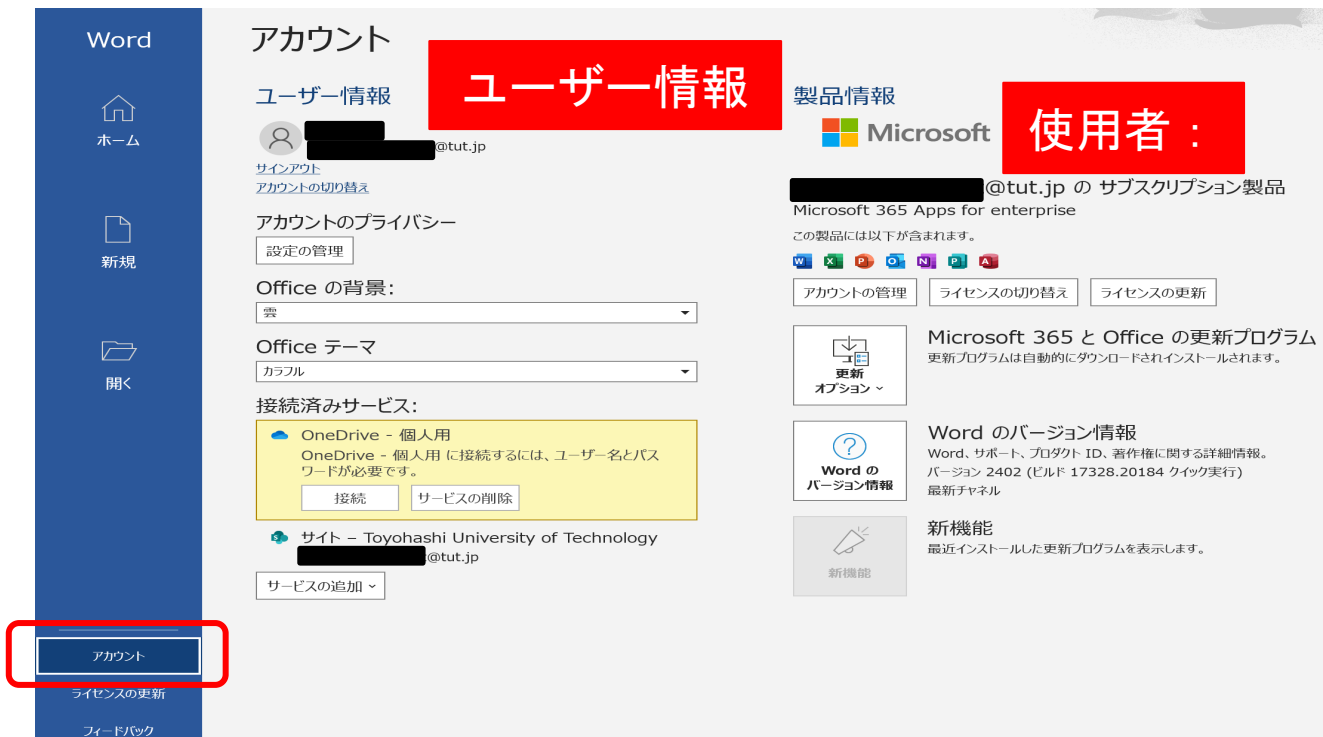 Word
ホーム
新規
開く
アカウント
ライセンスの更新
フィードバック
アカウント
ユーザー情報
ユーザー情報
@tut.jp
サインアウト
アカウントの切り替え
アカウントのプライバシー
設定の管理
Office の背景:
雲
Office テーマ
カラフル
接続済みサービス:
OneDrive - 個人用
OneDrive - 個人用 に接続するには、ユーザー名とパス
ワードが必要です。
接続 サービスの削除
サイト – Toyohashi University of Technology
@tut.jp
サービスの追加
製品情報
Microsoft
使用者：
@tut.jp の サブスクリプション製品
Microsoft 365 Apps for enterprise
この製品には以下が含まれます。
アカウントの管理 ライセンスの切り替え ライセンスの更新
更新
オプション
Microsoft 365 と Office の更新プログラム
更新プログラムは自動的にダウンロードされインストールされます。
Word の
バージョン情報
Word のバージョン情報
Word、サポート、プロダクト ID、著作権に関する詳細情報。
バージョン 2402 (ビルド 17328.20184 クイック実行)
最新チャネル
新機能
新機能
最近インストールした更新プログラムを表示します。